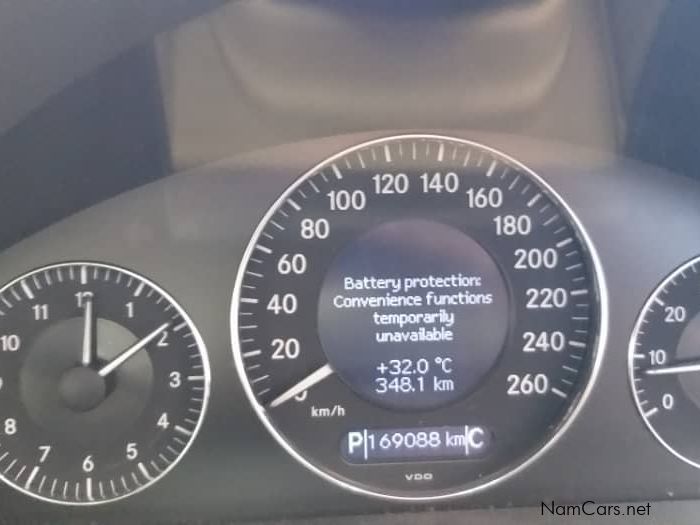 Battery protection:
Convenience functions
temporarily
unavailable
+32.0 °C
348.1 km
0
20
40
60
80
100
120
140
160
180
200
220
240
260
km/h
P 169088 km C
VDO
12
1
2
3
4
5
6
7
8
10
11
20
10
0
NamCars.net